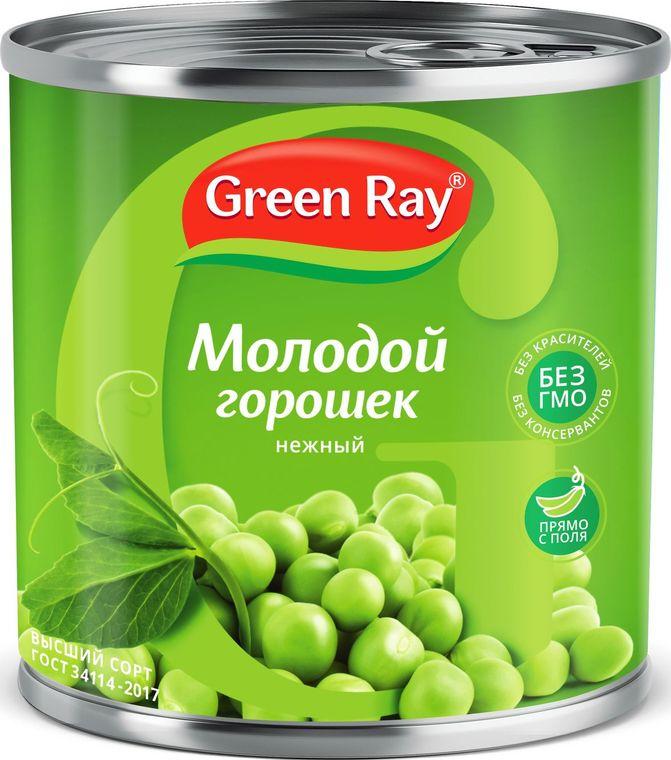 Green Ray®
Молодой
горошек
нежный
БЕЗ КРАСИТЕЛЕЙ
БЕЗ
ГМО
БЕЗ КОНСЕРВАНТОВ
ПРЯМО
С ПОЛЯ
ВЫСШИЙ СОРТ
ГОСТ 34114-2017